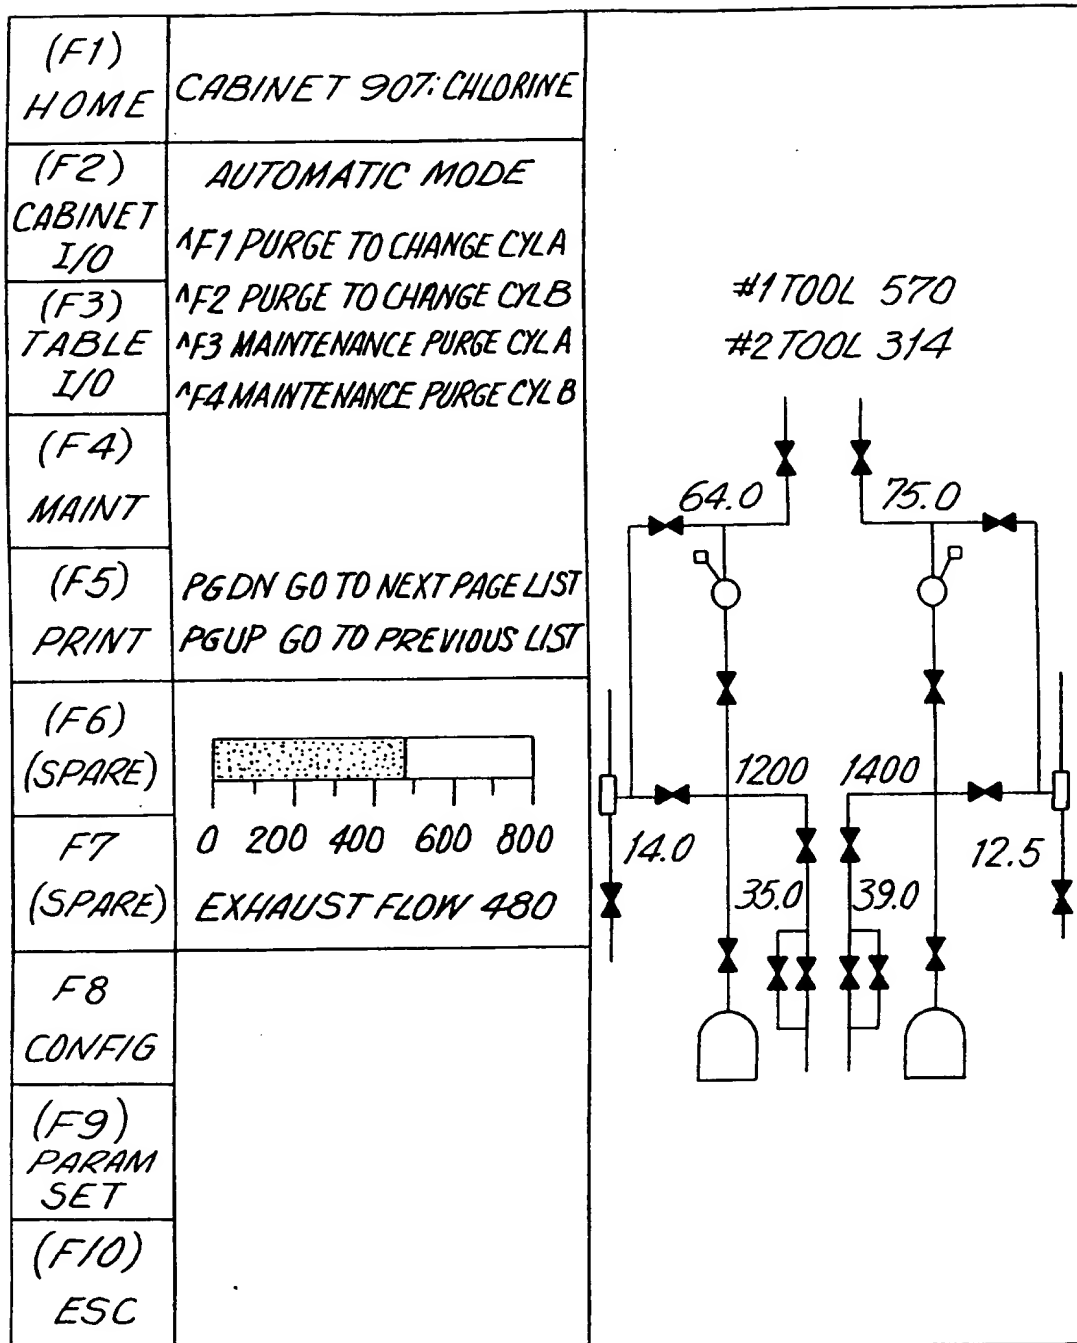 (F1)
HOME
CABINET 907: CHLORINE
(F2)
CABINET
I/O
AUTOMATIC MODE
^F1 PURGE TO CHANGE CYL A
^F2 PURGE TO CHANGE CYL B
^F3 MAINTENANCE PURGE CYL A
^F4 MAINTENANCE PURGE CYL B
(F3)
TABLE
I/O
(F4)
MAINT
(F5)
PRINT
PGDN GO TO NEXT PAGE LIST
PGUP GO TO PREVIOUS LIST
(F6)
(SPARE)
F7
(SPARE)
0 200 400 600 800
EXHAUST FLOW 480
F8
CONFIG
(F9)
PARAM
SET
(F10)
ESC
#1 TOOL 570
#2 TOOL 314
64.0 75.0
1200 1400
14.0 12.5
35.0 39.0